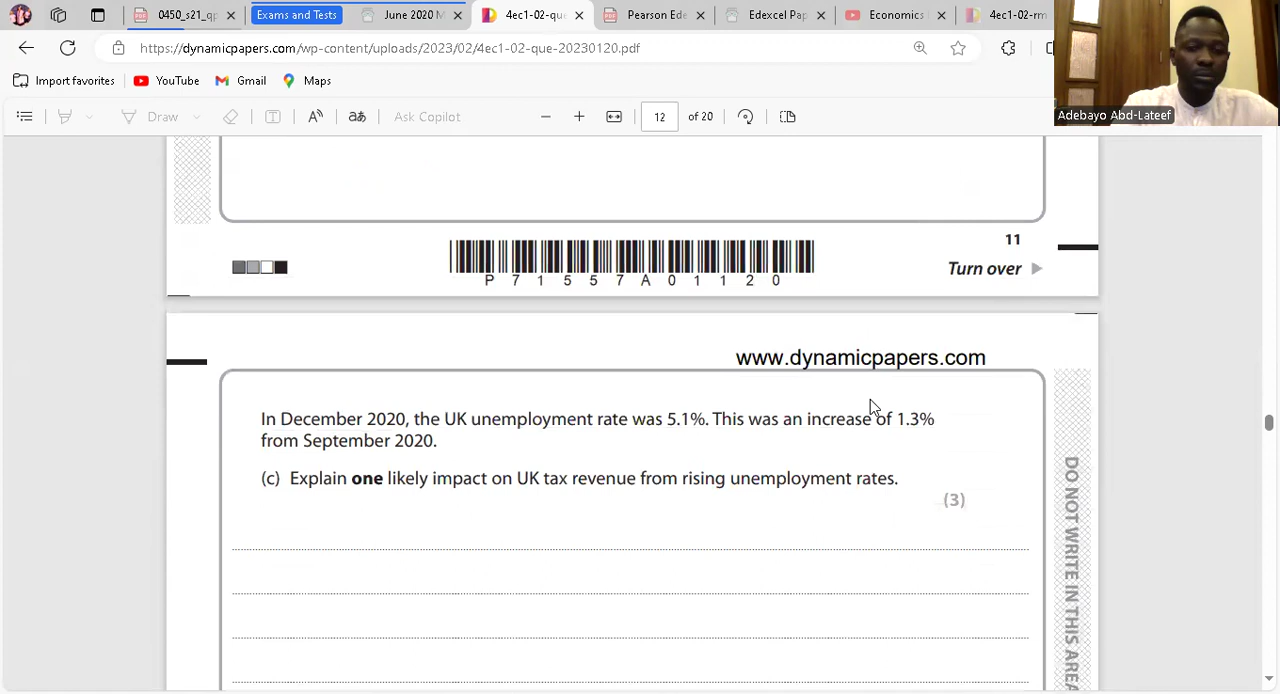 0450_s21_q
Exams and Tests
June 2020 M
4ec1-02-que
Pearson Ede
Edexcel Pap
Economics
4ec1-02-rm
https://dynamicpapers.com/wp-content/uploads/2023/02/4ec1-02-que-20230120.pdf
Import favorites
YouTube
Gmail
Maps
Draw
aあ
Ask Copilot
12
of 20
Adebayo Abd-Lateef
11
P 7 1 5 5 7 A 0 1 1 2 0
Turn over
www.dynamicpapers.com
In December 2020, the UK unemployment rate was 5.1%. This was an increase of 1.3%
from September 2020.
(c) Explain one likely impact on UK tax revenue from rising unemployment rates.
(3)
DO NOT WRITE IN THIS AREA